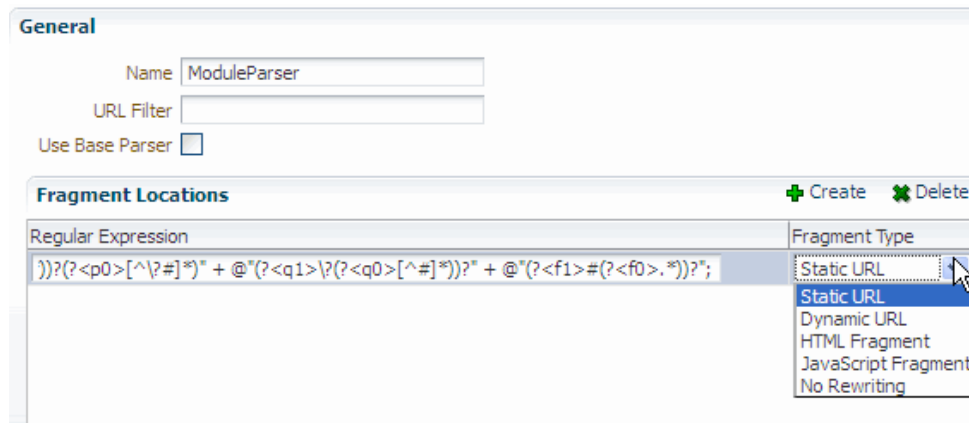 General
Name ModuleParser
URL Filter
Use Base Parser
Fragment Locations Create Delete
Regular Expression Fragment Type
'))?(?<p0>[^\?#]*)" + @"(?<q1>\?(?<q0>[^#]*))?" + @"(?<f1>#(?<f0>.*))?"; Static URL
Static URL
Dynamic URL
HTML Fragment
JavaScript Fragment
No Rewriting